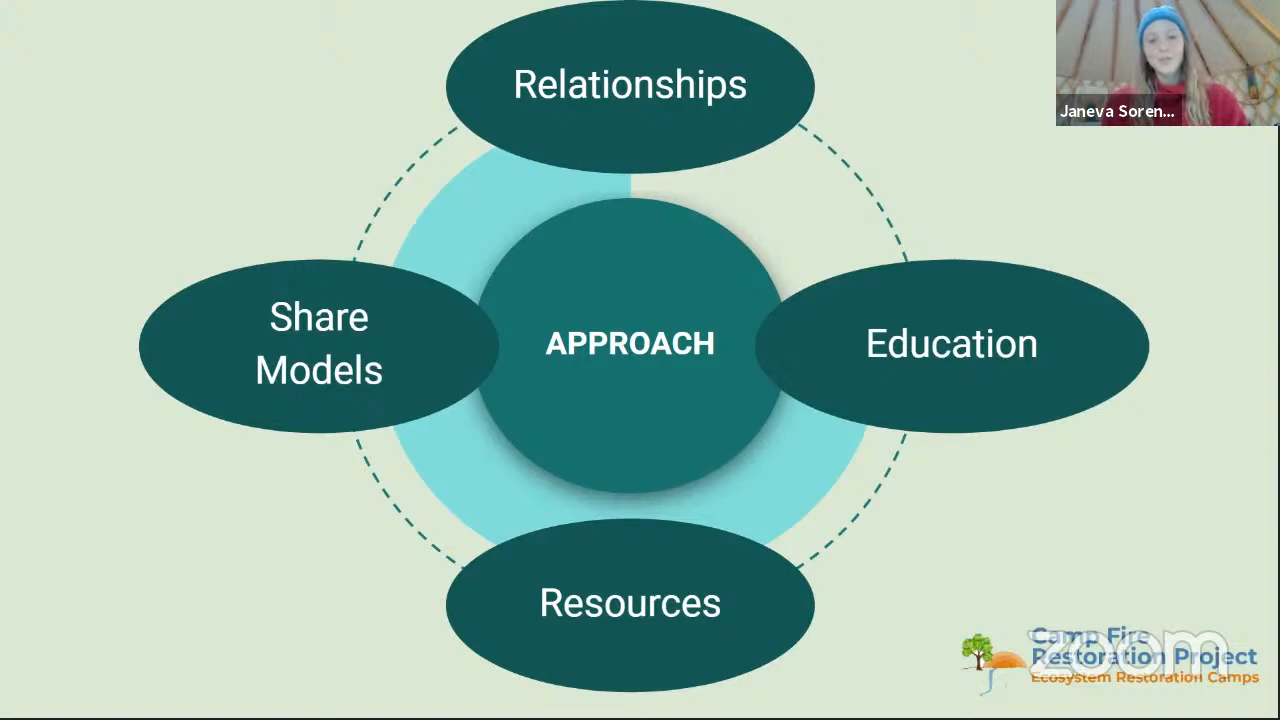 Relationships
Janeva Soren...
Share
Models
APPROACH
Education
Resources
Camp Fire
Restoration Project
Ecosystem Restoration Camps
zoom